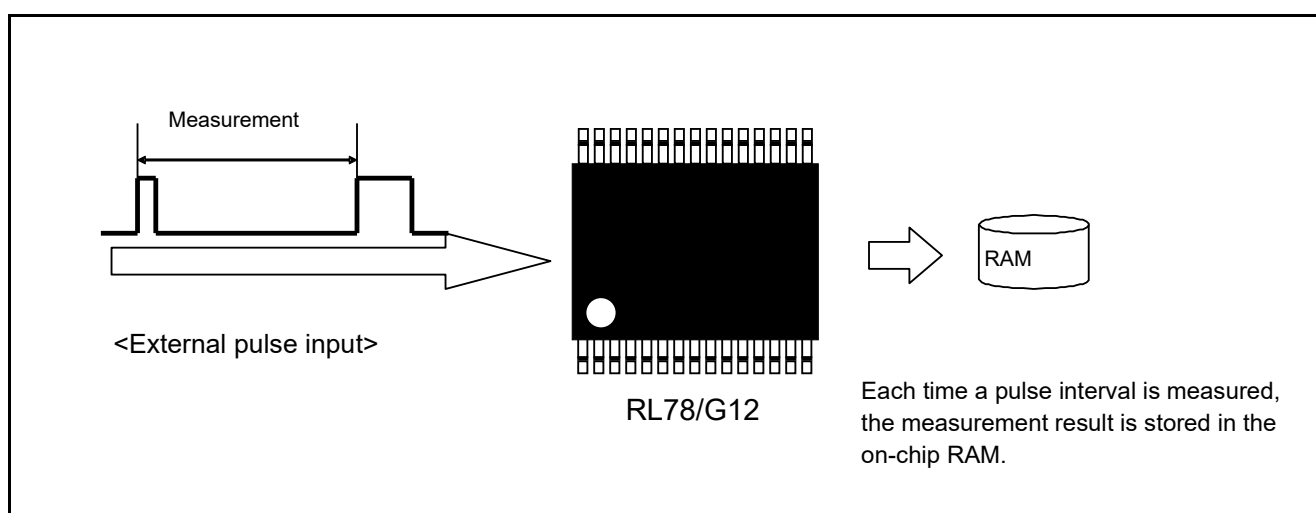 Measurement
RAM
<External pulse input>
RL78/G12
Each time a pulse interval is measured,
the measurement result is stored in the
on-chip RAM.